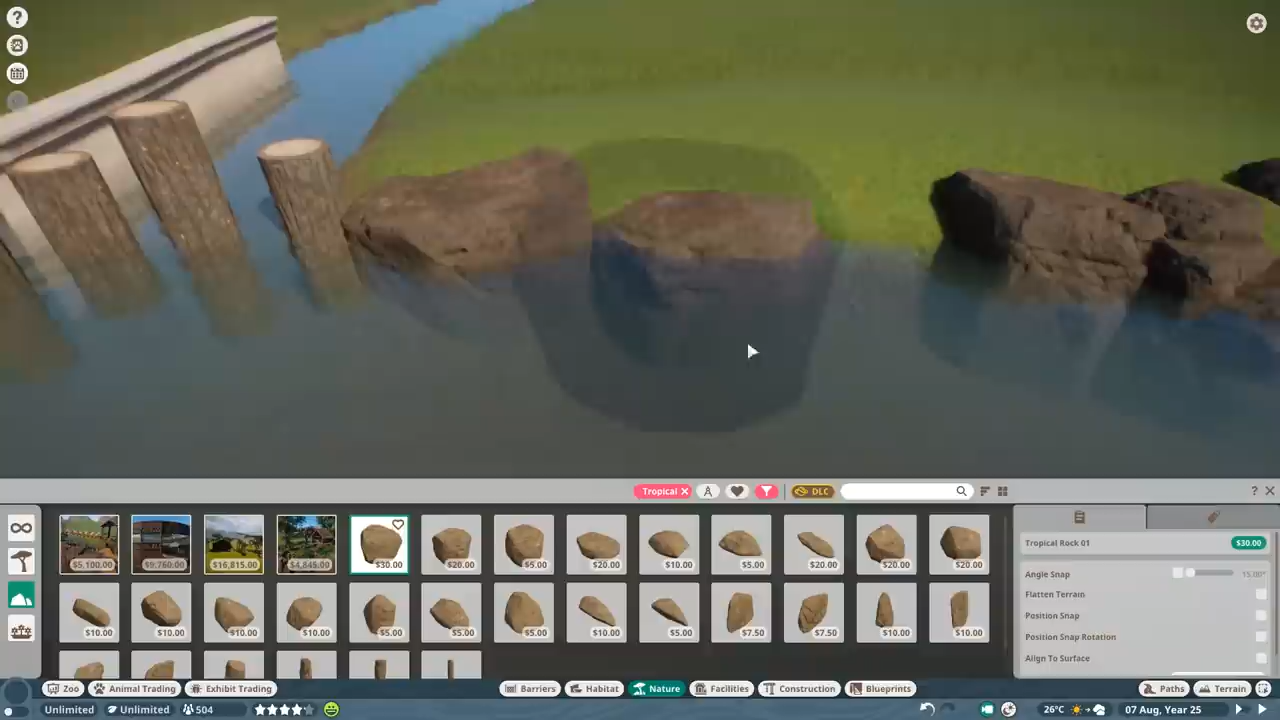 ?
Tropical ×
DLC
? ×
$5,100.00 $9,760.00 $16,815.00 $4,845.00 $30.00 $20.00 $5.00 $20.00 $10.00 $5.00 $20.00 $20.00 $20.00
Tropical Rock 01 $30.00
Angle Snap 15.00°
Flatten Terrain
$10.00 $10.00 $10.00 $10.00 $5.00 $5.00 $5.00 $10.00 $5.00 $7.50 $7.50 $10.00 $10.00
Position Snap
Position Snap Rotation
Align To Surface
Zoo Animal Trading Exhibit Trading Barriers Habitat Nature Facilities Construction Blueprints Paths Terrain
Unlimited Unlimited 504 26°C 07 Aug, Year 25